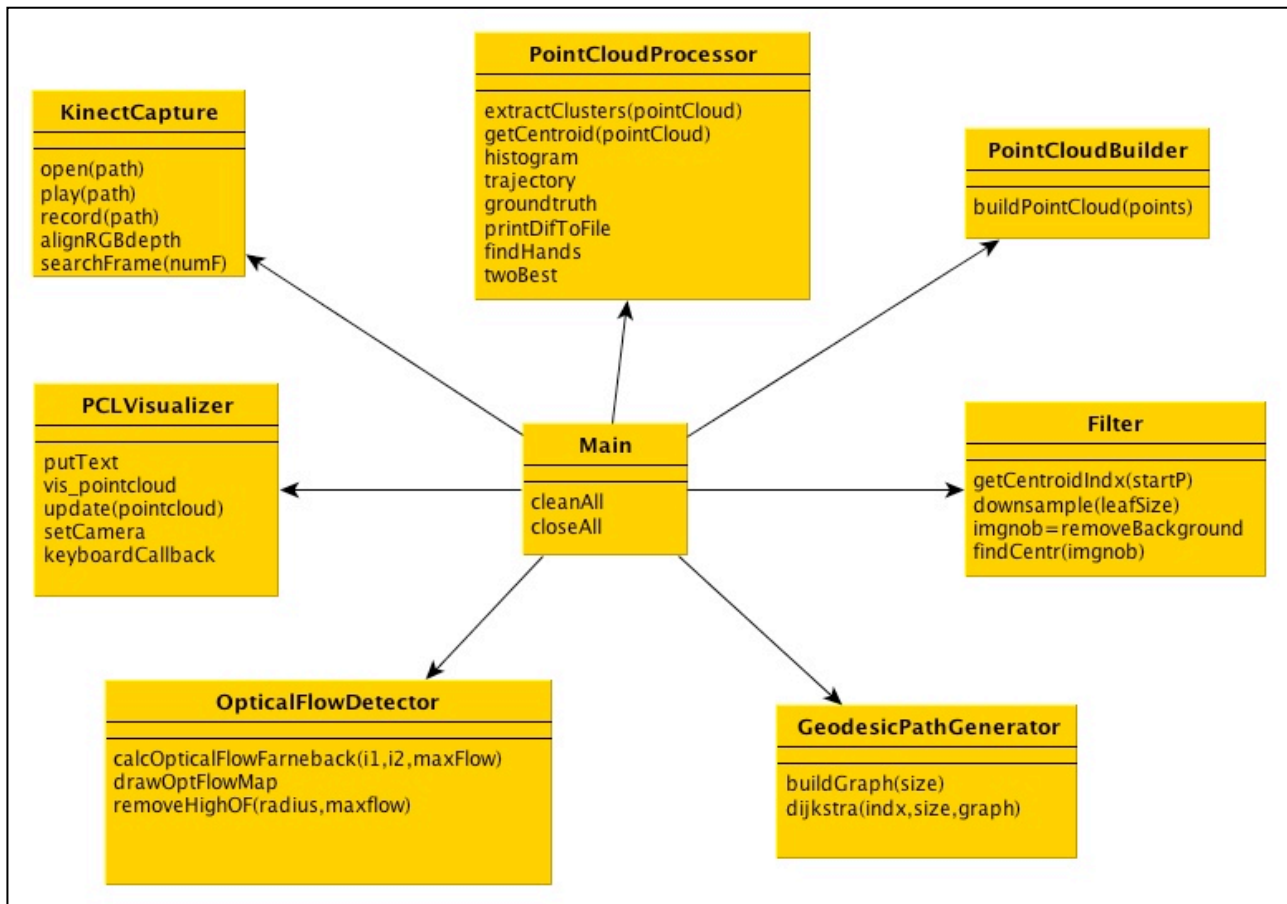 PointCloudProcessor
extractClusters(pointCloud)
getCentroid(pointCloud)
histogram
trajectory
groundtruth
printDifToFile
findHands
twoBest
KinectCapture
open(path)
play(path)
record(path)
alignRGBdepth
searchFrame(numF)
PointCloudBuilder
buildPointCloud(points)
PCLVisualizer
putText
vis_pointcloud
update(pointcloud)
setCamera
keyboardCallback
Main
cleanAll
closeAll
Filter
getCentroidIndx(startP)
downsample(leafSize)
imgnob=removeBackground
findCentr(imgnob)
OpticalFlowDetector
calcOpticalFlowFarneback(i1,i2,maxFlow)
drawOptFlowMap
removeHighOF(radius,maxflow)
GeodesicPathGenerator
buildGraph(size)
dijkstra(indx,size,graph)